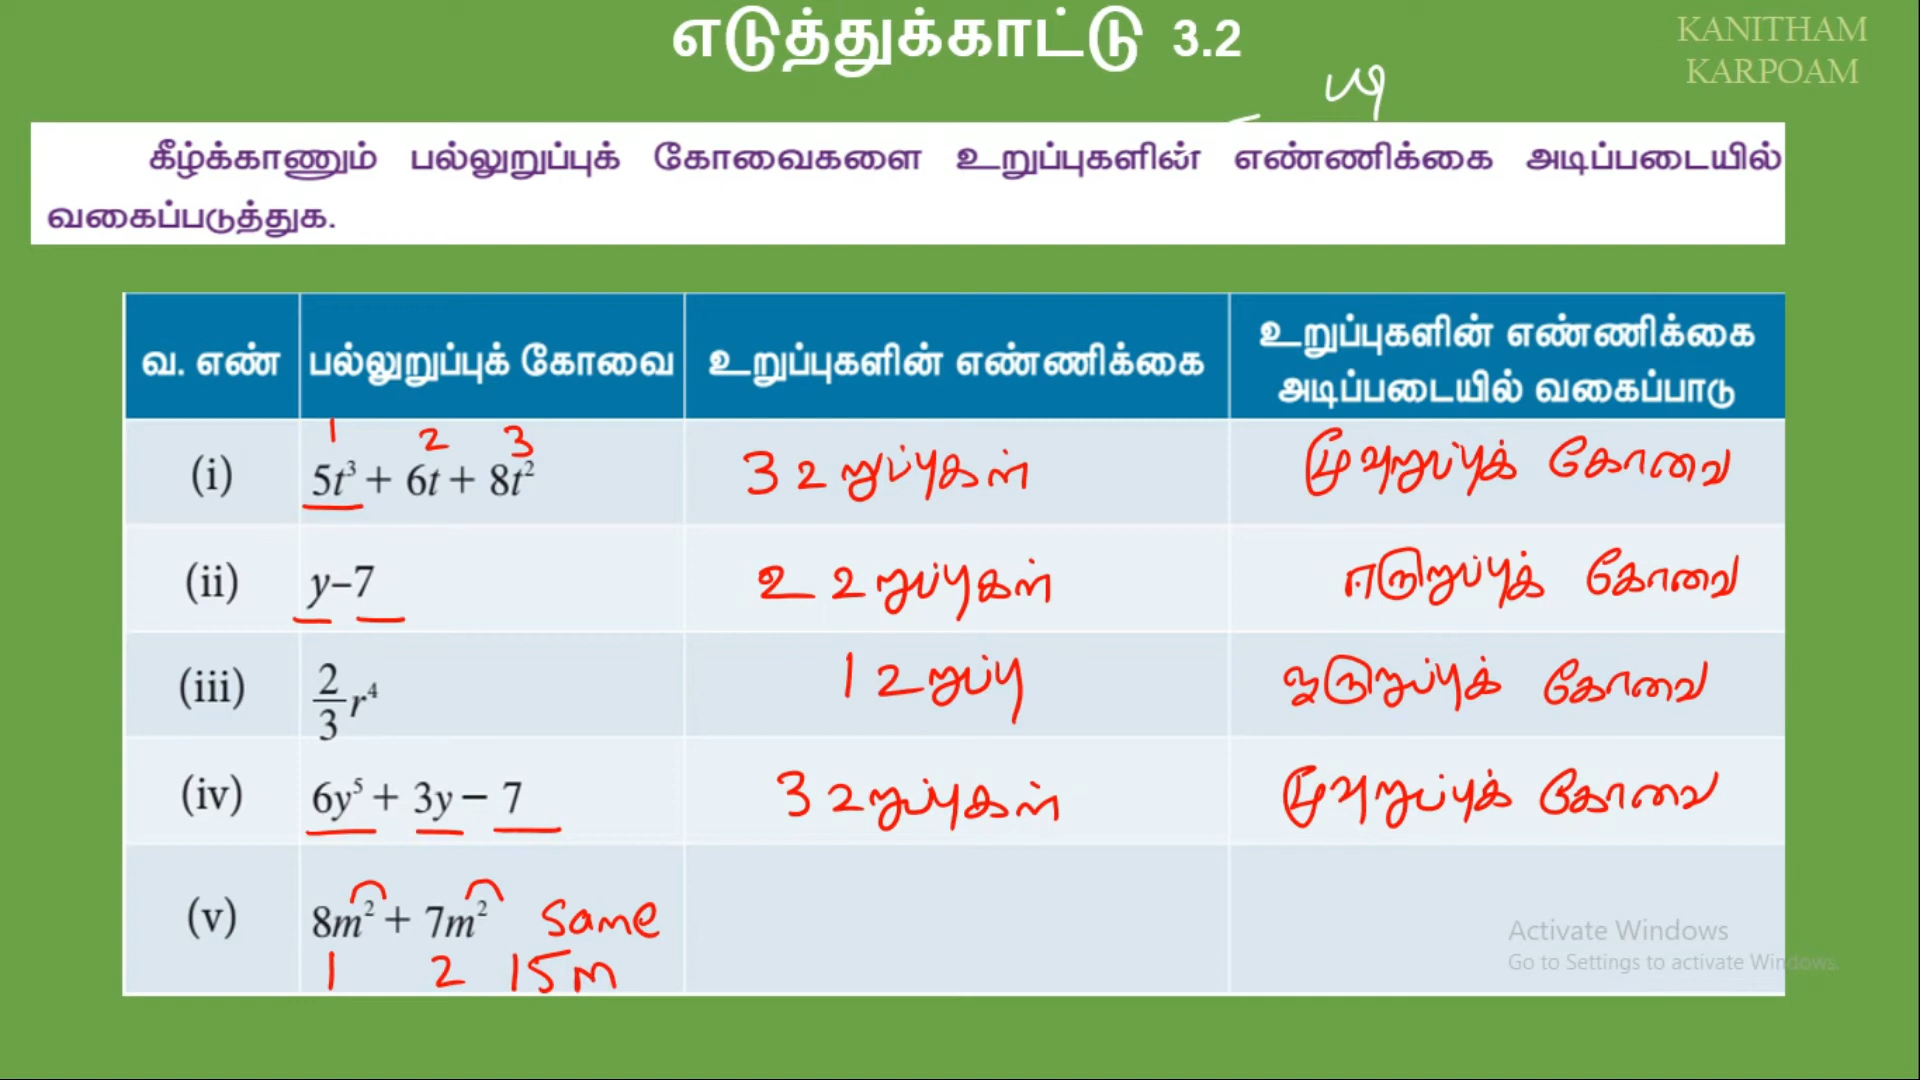 எடுத்துக்காட்டு 3.2
KANITHAM
KARPOAM
கீழ்க்காணும் பல்லுறுப்புக் கோவைகளை உறுப்புகளின் எண்ணிக்கை அடிப்படையில்
வகைப்படுத்துக.
வ. எண் பல்லுறுப்புக் கோவை உறுப்புகளின் எண்ணிக்கை உறுப்புகளின் எண்ணிக்கை
அடிப்படையில் வகைப்பாடு
1 2 3
(i) 5t³ + 6t + 8t² 3 உறுப்புகள் மூவுறுப்புக் கோவை
(ii) y–7 2 உறுப்புகள் ஈருறுப்புக் கோவை
(iii) 2/3 r⁴ 1 உறுப்பு ஓருறுப்புக் கோவை
(iv) 6y⁵ + 3y – 7 3 உறுப்புகள் மூவுறுப்புக் கோவை
(v) 8m² + 7m² Same
1 2 15m
Activate Windows
Go to Settings to activate Windows.